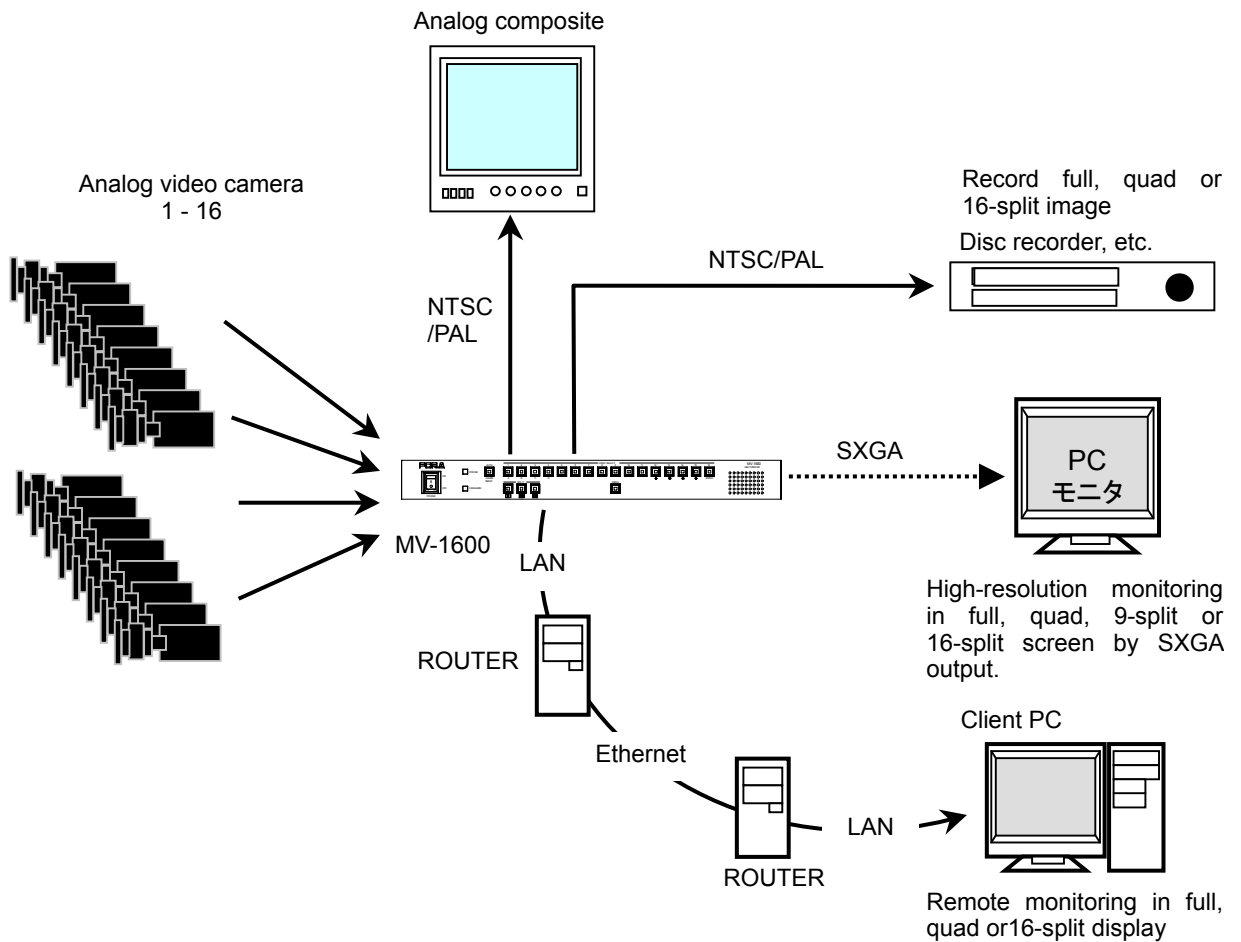 Analog composite
Analog video camera
1 - 16
Record full, quad or
16-split image
Disc recorder, etc.
NTSC/PAL
NTSC
/PAL
SXGA
PC
モニタ
MV-1600
LAN
High-resolution monitoring
in full, quad, 9-split or
16-split screen by SXGA
output.
ROUTER
Client PC
Ethernet
LAN
ROUTER
Remote monitoring in full,
quad or16-split display